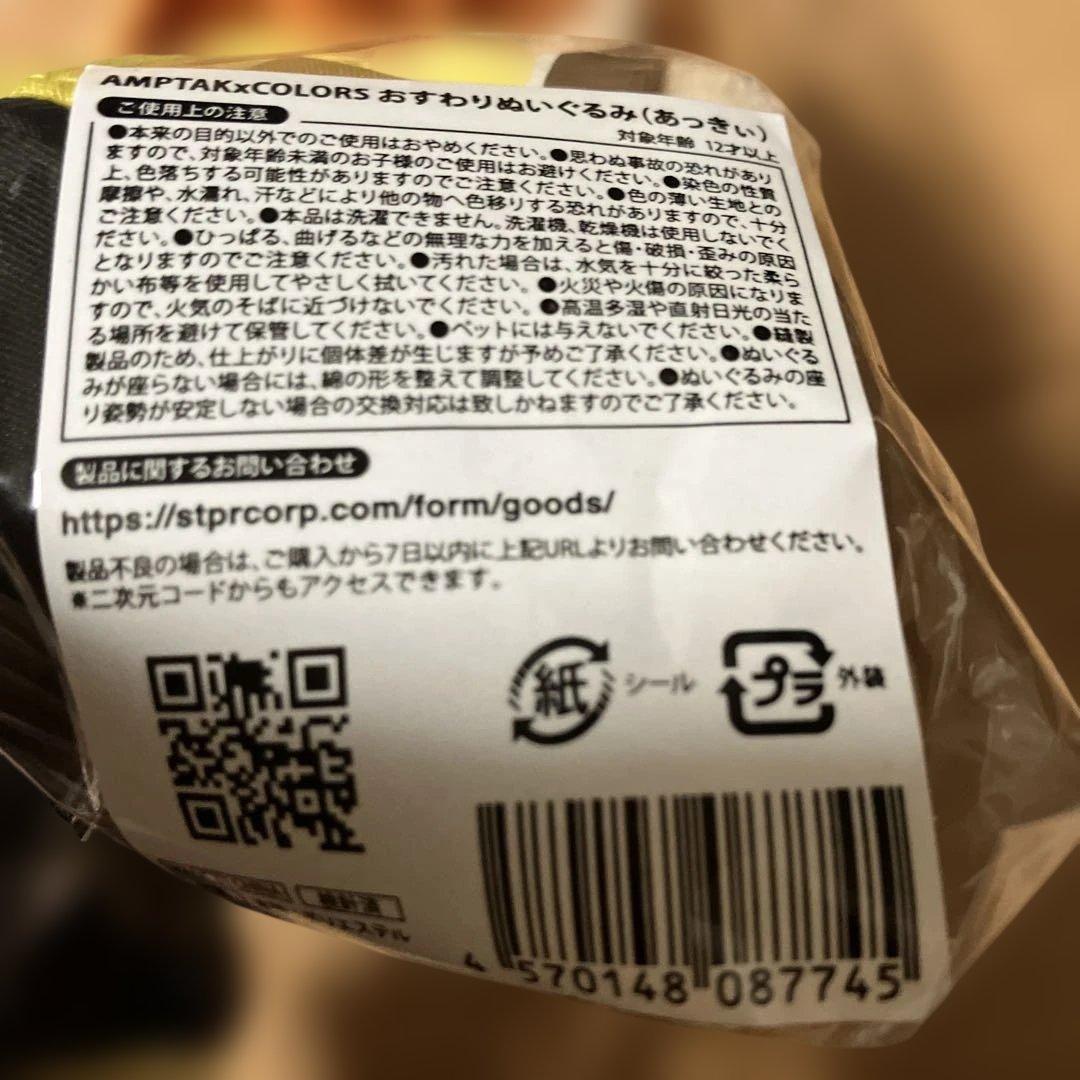 AMPTAKxCOLORS おすわりぬいぐるみ(あっきぃ)
ご使用上の注意
対象年齢 12才以上
●本来の目的以外でのご使用はおやめください。●思わぬ事故の恐れがあり
ますので、対象年齢未満のお子様のご使用はお避けください。●染色の性質
上、色落ちする可能性がありますのでご注意ください。●色の薄い生地との
摩擦や、水濡れ、汗などにより他の物へ色移りする恐れがありますので、十分
ご注意ください。●本品は洗濯できません。洗濯機、乾燥機は使用しないでく
ださい。●ひっぱる、曲げるなどの無理な力を加えると傷・破損・歪みの原因
となりますのでご注意ください。●汚れた場合は、水気を十分に絞った柔ら
かい布等を使用してやさしく拭いてください。●火災や火傷の原因になりま
すので、火気のそばに近づけないでください。●高温多湿や直射日光の当た
る場所を避けて保管してください。●ペットには与えないでください。●縫製
製品のため、仕上がりに個体差が生じますが予めご了承ください。●ぬいぐる
みが座らない場合には、綿の形を整えて調整してください。●ぬいぐるみの座
り姿勢が安定しない場合の交換対応は致しかねますのでご了承ください。
製品に関するお問い合わせ
https://stprcorp.com/form/goods/
製品不良の場合は、ご購入から7日以内に上記URLよりお問い合わせください。
※二次元コードからもアクセスできます。
紙 シール プラ 外袋
4 570148 087745